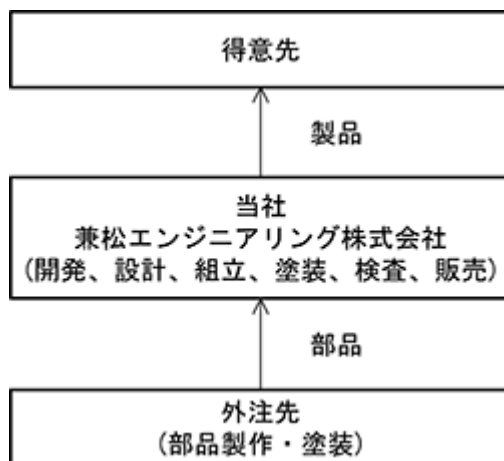 得意先
製品
当社
兼松エンジニアリング株式会社
(開発、設計、組立、塗装、検査、販売)
部品
外注先
(部品製作・塗装)